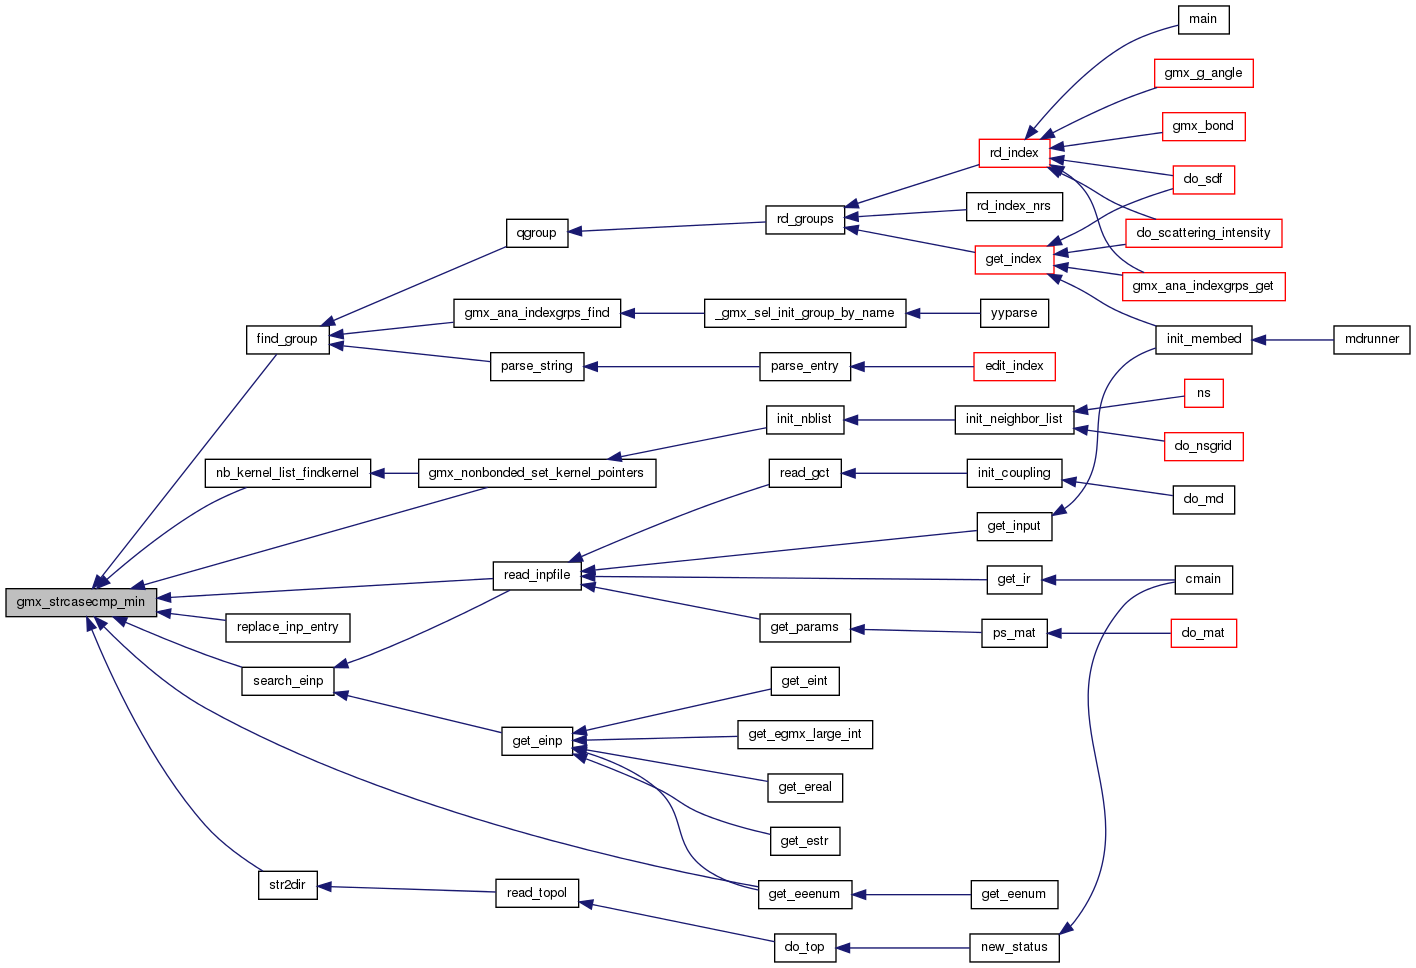 main
gmx_g_angle
gmx_bond
rd_index
do_sdf
rd_index_nrs
rd_groups
qgroup
do_scattering_intensity
get_index
gmx_ana_indexgrps_get
gmx_ana_indexgrps_find
_gmx_sel_init_group_by_name
yyparse
find_group
init_membed
mdrunner
parse_string
parse_entry
edit_index
ns
init_nblist
init_neighbor_list
do_nsgrid
nb_kernel_list_findkernel
gmx_nonbonded_set_kernel_pointers
read_gct
init_coupling
do_md
get_input
read_inpfile
get_ir
cmain
gmx_strcasecmp_min
replace_inp_entry
get_params
ps_mat
do_mat
search_einp
get_eint
get_einp
get_egmx_large_int
get_ereal
get_estr
str2dir
read_topol
get_eeenum
get_eenum
do_top
new_status